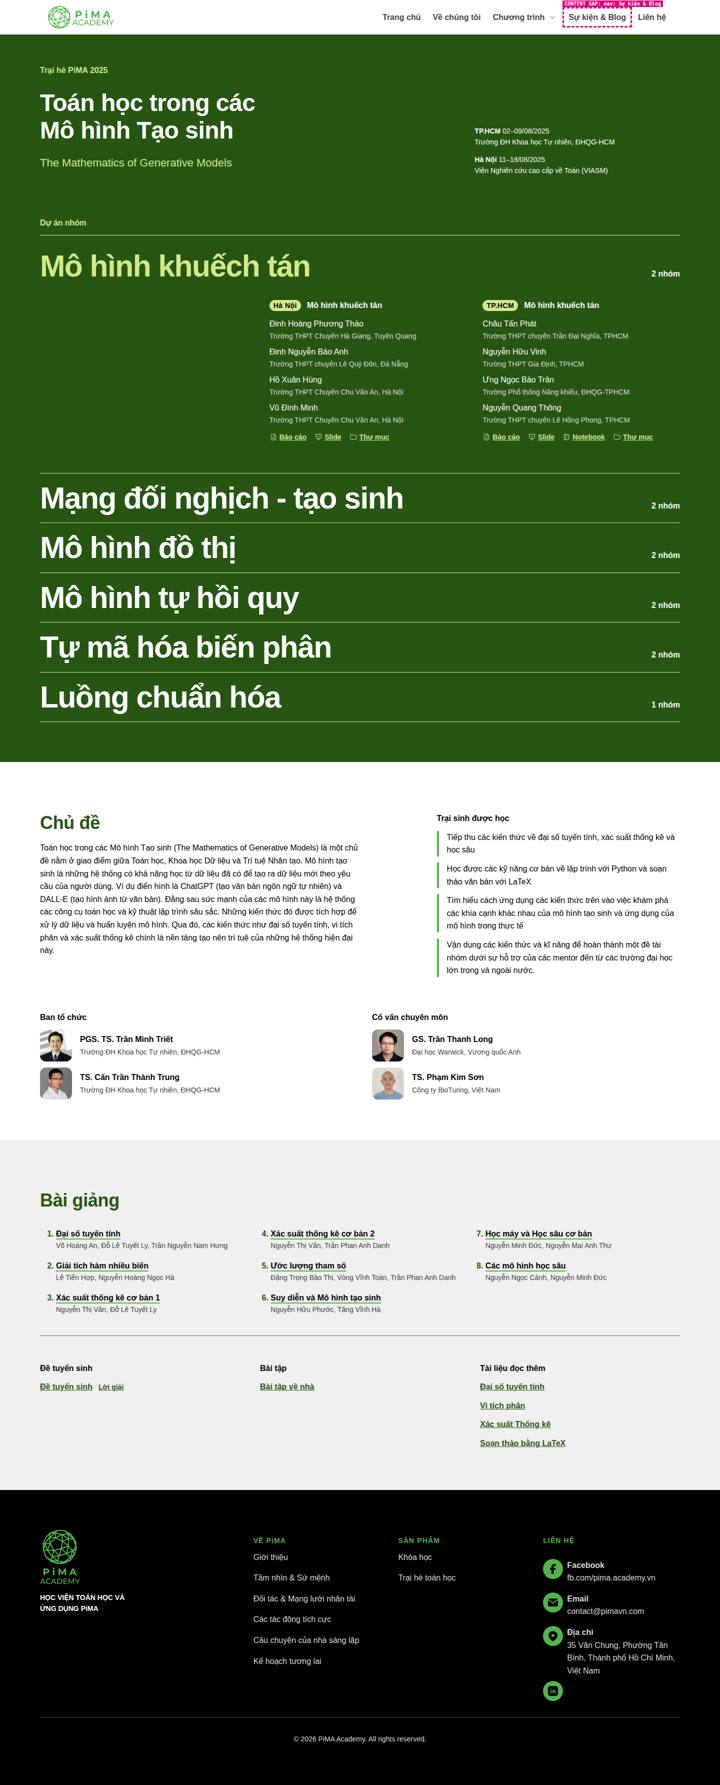 PiMA
ACADEMY
Trang chủ
Về chúng tôi
Chương trình
CONTENT GAP: nav: Sự kiện & Blog
Sự kiện & Blog
Liên hệ
Trại hè PiMA 2025
Toán học trong các
Mô hình Tạo sinh
The Mathematics of Generative Models
TP.HCM 02–09/08/2025
Trường ĐH Khoa học Tự nhiên, ĐHQG-HCM
Hà Nội 11–18/08/2025
Viện Nghiên cứu cao cấp về Toán (VIASM)
Dự án nhóm
Mô hình khuếch tán
2 nhóm
Hà Nội Mô hình khuếch tán
Đinh Hoàng Phương Thảo
Trường THPT Chuyên Hà Giang, Tuyên Quang
Đinh Nguyễn Bảo Anh
Trường THPT chuyên Lê Quý Đôn, Đà Nẵng
Hồ Xuân Hùng
Trường THPT Chuyên Chu Văn An, Hà Nội
Vũ Đình Minh
Trường THPT Chuyên Chu Văn An, Hà Nội
Báo cáo Slide Thư mục
TP.HCM Mô hình khuếch tán
Châu Tấn Phát
Trường THPT chuyên Trần Đại Nghĩa, TPHCM
Nguyễn Hữu Vinh
Trường THPT Gia Định, TPHCM
Ưng Ngọc Bảo Trân
Trường Phổ thông Năng khiếu, ĐHQG-TPHCM
Nguyễn Quang Thông
Trường THPT chuyên Lê Hồng Phong, TPHCM
Báo cáo Slide Notebook Thư mục
Mạng đối nghịch - tạo sinh
2 nhóm
Mô hình đồ thị
2 nhóm
Mô hình tự hồi quy
2 nhóm
Tự mã hóa biến phân
2 nhóm
Luồng chuẩn hóa
1 nhóm
Chủ đề
Toán học trong các Mô hình Tạo sinh (The Mathematics of Generative Models) là một chủ
đề nằm ở giao điểm giữa Toán học, Khoa học Dữ liệu và Trí tuệ Nhân tạo. Mô hình tạo
sinh là những hệ thống có khả năng học từ dữ liệu đã có để tạo ra dữ liệu mới theo yêu
cầu của người dùng. Ví dụ điển hình là ChatGPT (tạo văn bản ngôn ngữ tự nhiên) và
DALL-E (tạo hình ảnh từ văn bản). Đằng sau sức mạnh của các mô hình này là hệ thống
các công cụ toán học và kỹ thuật lập trình sâu sắc. Những kiến thức đó được tích hợp để
xử lý dữ liệu và huấn luyện mô hình. Qua đó, các kiến thức như đại số tuyến tính, vi tích
phân và xác suất thống kê chính là nền tảng tạo nên trí tuệ của những hệ thống hiện đại
này.
Trại sinh được học
Tiếp thu các kiến thức về đại số tuyến tính, xác suất thống kê và
học sâu
Học được các kỹ năng cơ bản về lập trình với Python và soạn
thảo văn bản với LaTeX
Tìm hiểu cách ứng dụng các kiến thức trên vào việc khám phá
các khía cạnh khác nhau của mô hình tạo sinh và ứng dụng của
mô hình trong thực tế
Vận dụng các kiến thức và kĩ năng để hoàn thành một đề tài
nhóm dưới sự hỗ trợ của các mentor đến từ các trường đại học
lớn trong và ngoài nước.
Ban tổ chức
PGS. TS. Trần Minh Triết
Trường ĐH Khoa học Tự nhiên, ĐHQG-HCM
TS. Cấn Trần Thành Trung
Trường ĐH Khoa học Tự nhiên, ĐHQG-HCM
Cố vấn chuyên môn
GS. Trần Thanh Long
Đại học Warwick, Vương quốc Anh
TS. Phạm Kim Sơn
Công ty BioTuring, Việt Nam
Bài giảng
1. Đại số tuyến tính
Võ Hoàng An, Đỗ Lê Tuyết Ly, Trần Nguyễn Nam Hưng
2. Giải tích hàm nhiều biến
Lê Tiến Hợp, Nguyễn Hoàng Ngọc Hà
3. Xác suất thống kê cơ bản 1
Nguyễn Thị Vân, Đỗ Lê Tuyết Ly
4. Xác suất thống kê cơ bản 2
Nguyễn Thị Vân, Trần Phan Anh Danh
5. Ước lượng tham số
Đặng Trọng Bảo Thi, Vòng Vĩnh Toàn, Trần Phan Anh Danh
6. Suy diễn và Mô hình tạo sinh
Nguyễn Hữu Phước, Tăng Vĩnh Hà
7. Học máy và Học sâu cơ bản
Nguyễn Minh Đức, Nguyễn Mai Anh Thư
8. Các mô hình học sâu
Nguyễn Ngọc Cảnh, Nguyễn Minh Đức
Đề tuyển sinh
Đề tuyển sinh Lời giải
Bài tập
Bài tập về nhà
Tài liệu đọc thêm
Đại số tuyến tính
Vi tích phân
Xác suất Thống kê
Soạn thảo bằng LaTeX
PiMA
ACADEMY
HỌC VIỆN TOÁN HỌC VÀ
ỨNG DỤNG PiMA
VỀ PiMA
Giới thiệu
Tầm nhìn & Sứ mệnh
Đối tác & Mạng lưới nhân tài
Các tác động tích cực
Câu chuyện của nhà sáng lập
Kế hoạch tương lai
SẢN PHẨM
Khóa học
Trại hè toán học
LIÊN HỆ
Facebook
fb.com/pima.academy.vn
Email
contact@pimavn.com
Địa chỉ
35 Văn Chung, Phường Tân
Bình, Thành phố Hồ Chí Minh,
Việt Nam
© 2026 PiMA Academy. All rights reserved.